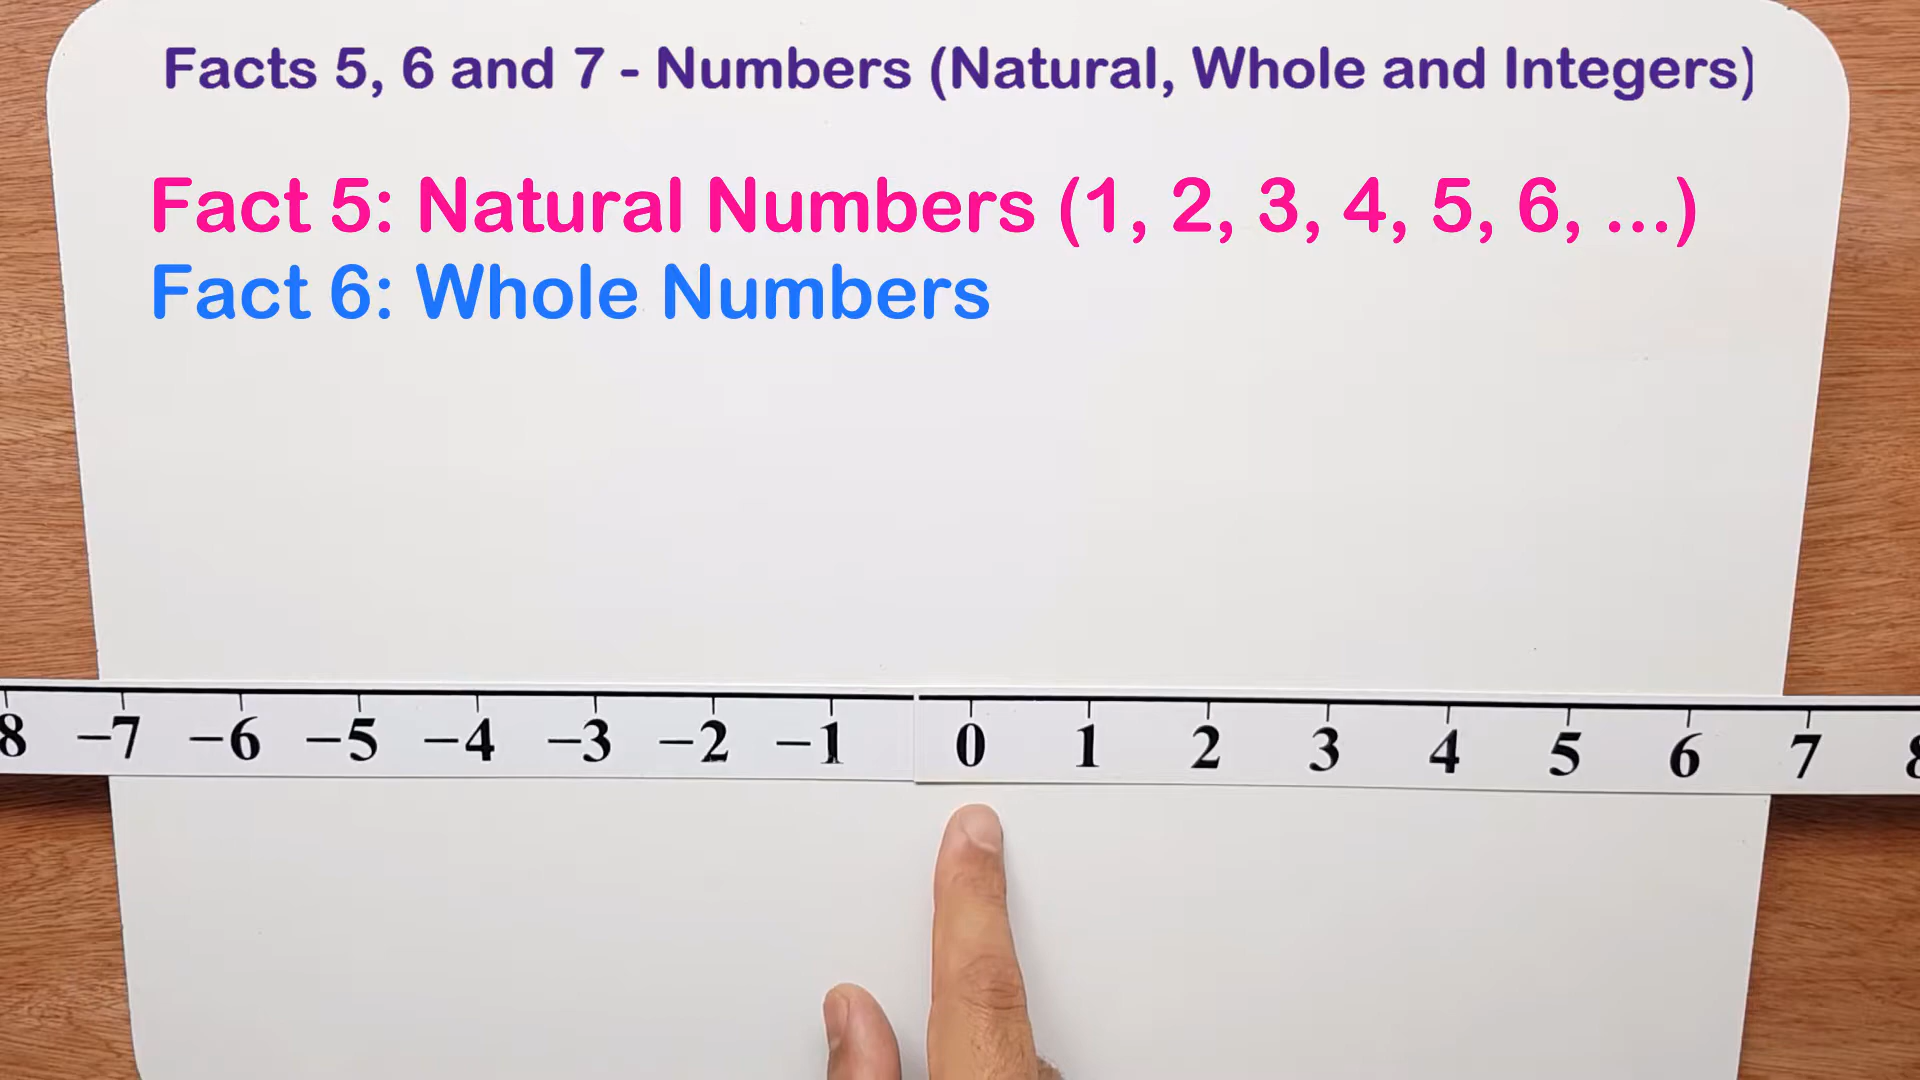 Facts 5, 6 and 7 - Numbers (Natural, Whole and Integers)
Fact 5: Natural Numbers (1, 2, 3, 4, 5, 6, ...)
Fact 6: Whole Numbers
8 −7 −6 −5 −4 −3 −2 −1 0 1 2 3 4 5 6 7 8